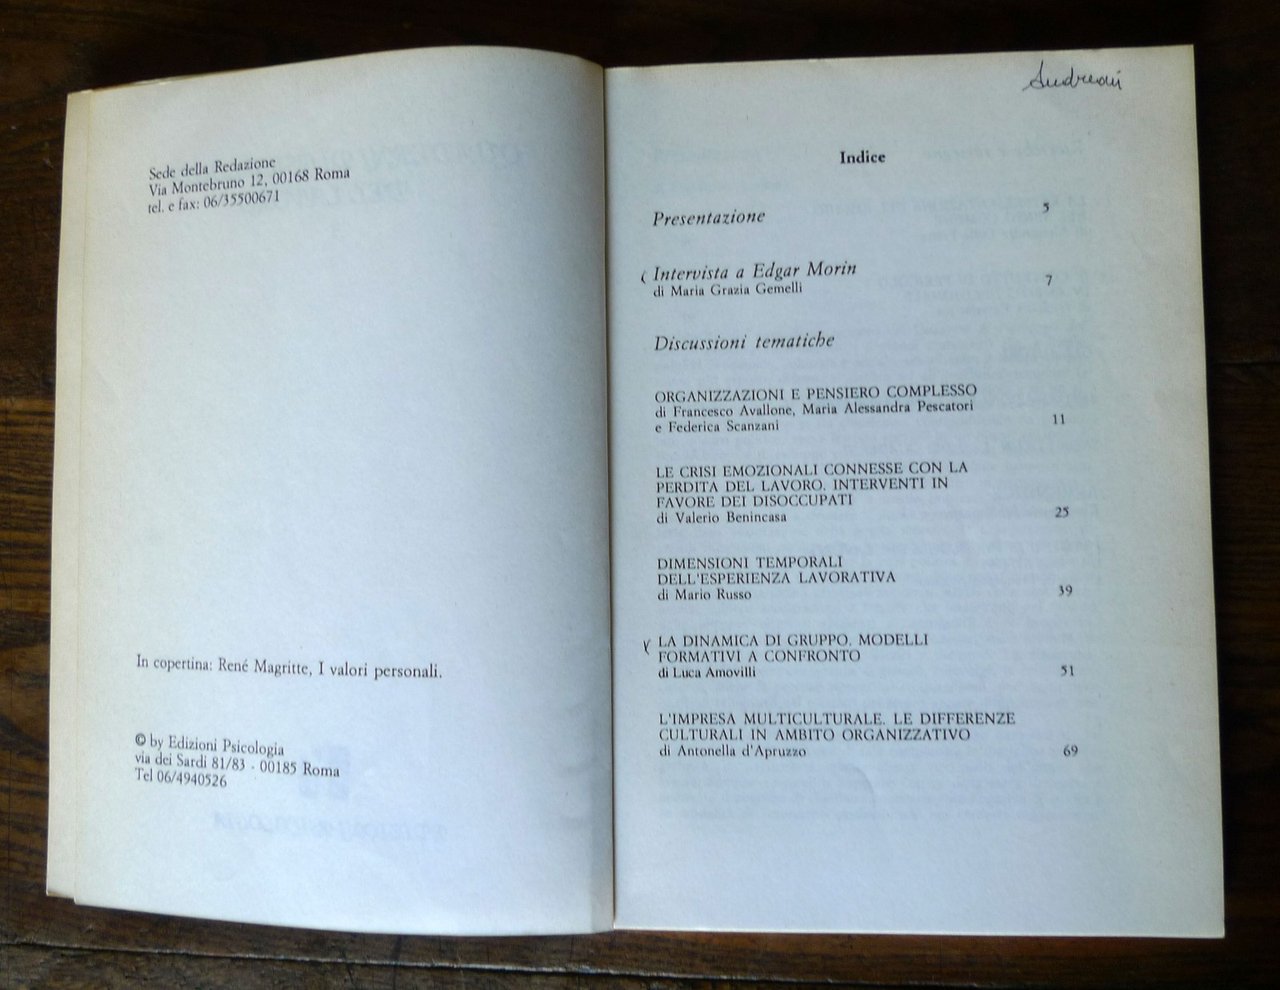 Sede della Redazione
Via Montebruno 12, 00168 Roma
tel. e fax: 06/35500671
In copertina: René Magritte, I valori personali.
© by Edizioni Psicologia
via dei Sardi 81/83 - 00185 Roma
Tel 06/4940526
Andreani
Indice
Presentazione 5
Intervista a Edgar Morin
di Maria Grazia Gemelli 7
Discussioni tematiche
ORGANIZZAZIONI E PENSIERO COMPLESSO
di Francesco Avallone, Maria Alessandra Pescatori
e Federica Scanzani 11
LE CRISI EMOZIONALI CONNESSE CON LA
PERDITA DEL LAVORO. INTERVENTI IN
FAVORE DEI DISOCCUPATI
di Valerio Benincasa 25
DIMENSIONI TEMPORALI
DELL'ESPERIENZA LAVORATIVA
di Mario Russo 39
LA DINAMICA DI GRUPPO. MODELLI
FORMATIVI A CONFRONTO
di Luca Amovilli 51
L'IMPRESA MULTICULTURALE. LE DIFFERENZE
CULTURALI IN AMBITO ORGANIZZATIVO
di Antonella d'Apruzzo 69